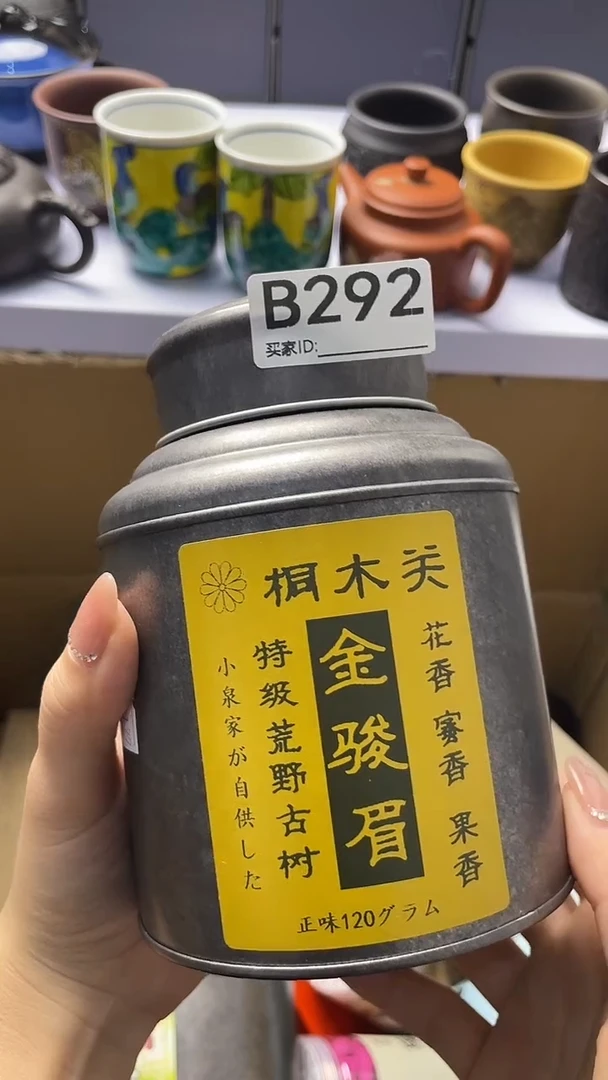 B292
买家ID:
桐木关
花香 蜜香 果香
金骏眉
特级荒野古树
小泉家が自供した
正味120グラム